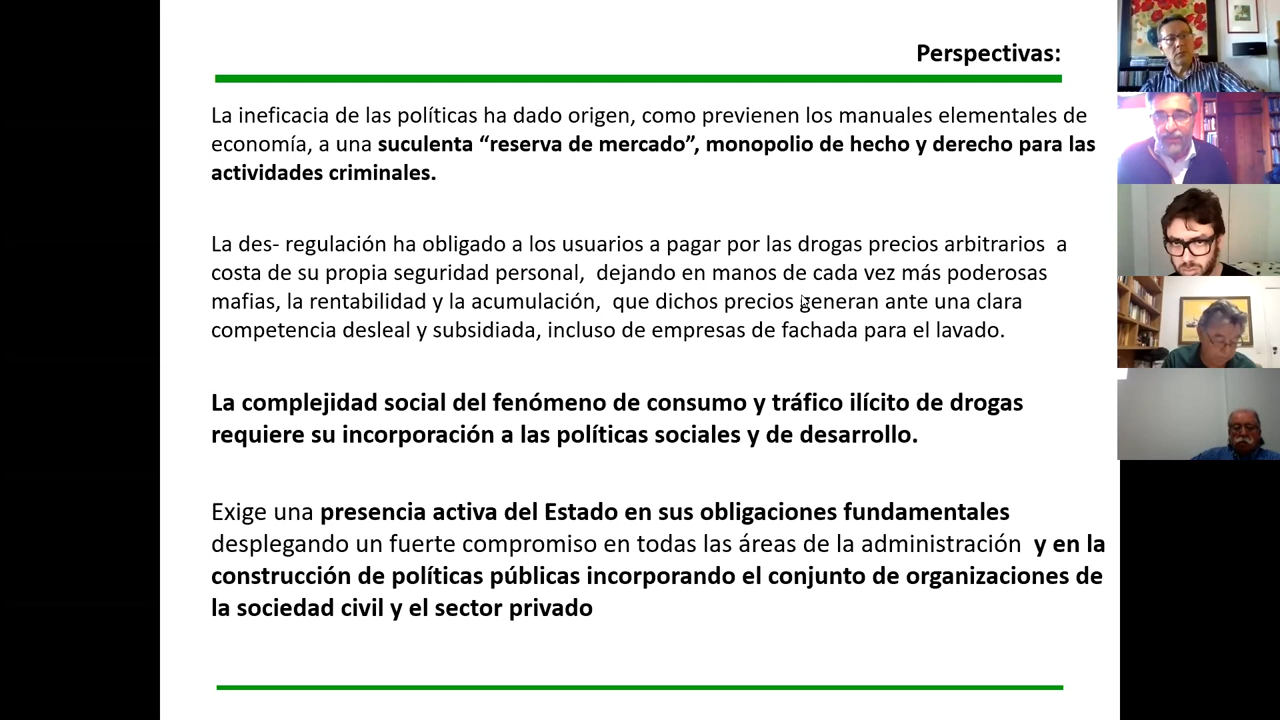 Perspectivas:
La ineficacia de las políticas ha dado origen, como previenen los manuales elementales de
economía, a una suculenta “reserva de mercado”, monopolio de hecho y derecho para las
actividades criminales.
La des- regulación ha obligado a los usuarios a pagar por las drogas precios arbitrarios  a
costa de su propia seguridad personal,  dejando en manos de cada vez más poderosas
mafias, la rentabilidad y la acumulación,  que dichos precios generan ante una clara
competencia desleal y subsidiada, incluso de empresas de fachada para el lavado.
La complejidad social del fenómeno de consumo y tráfico ilícito de drogas
requiere su incorporación a las políticas sociales y de desarrollo.
Exige una presencia activa del Estado en sus obligaciones fundamentales
desplegando un fuerte compromiso en todas las áreas de la administración  y en la
construcción de políticas públicas incorporando el conjunto de organizaciones de
la sociedad civil y el sector privado